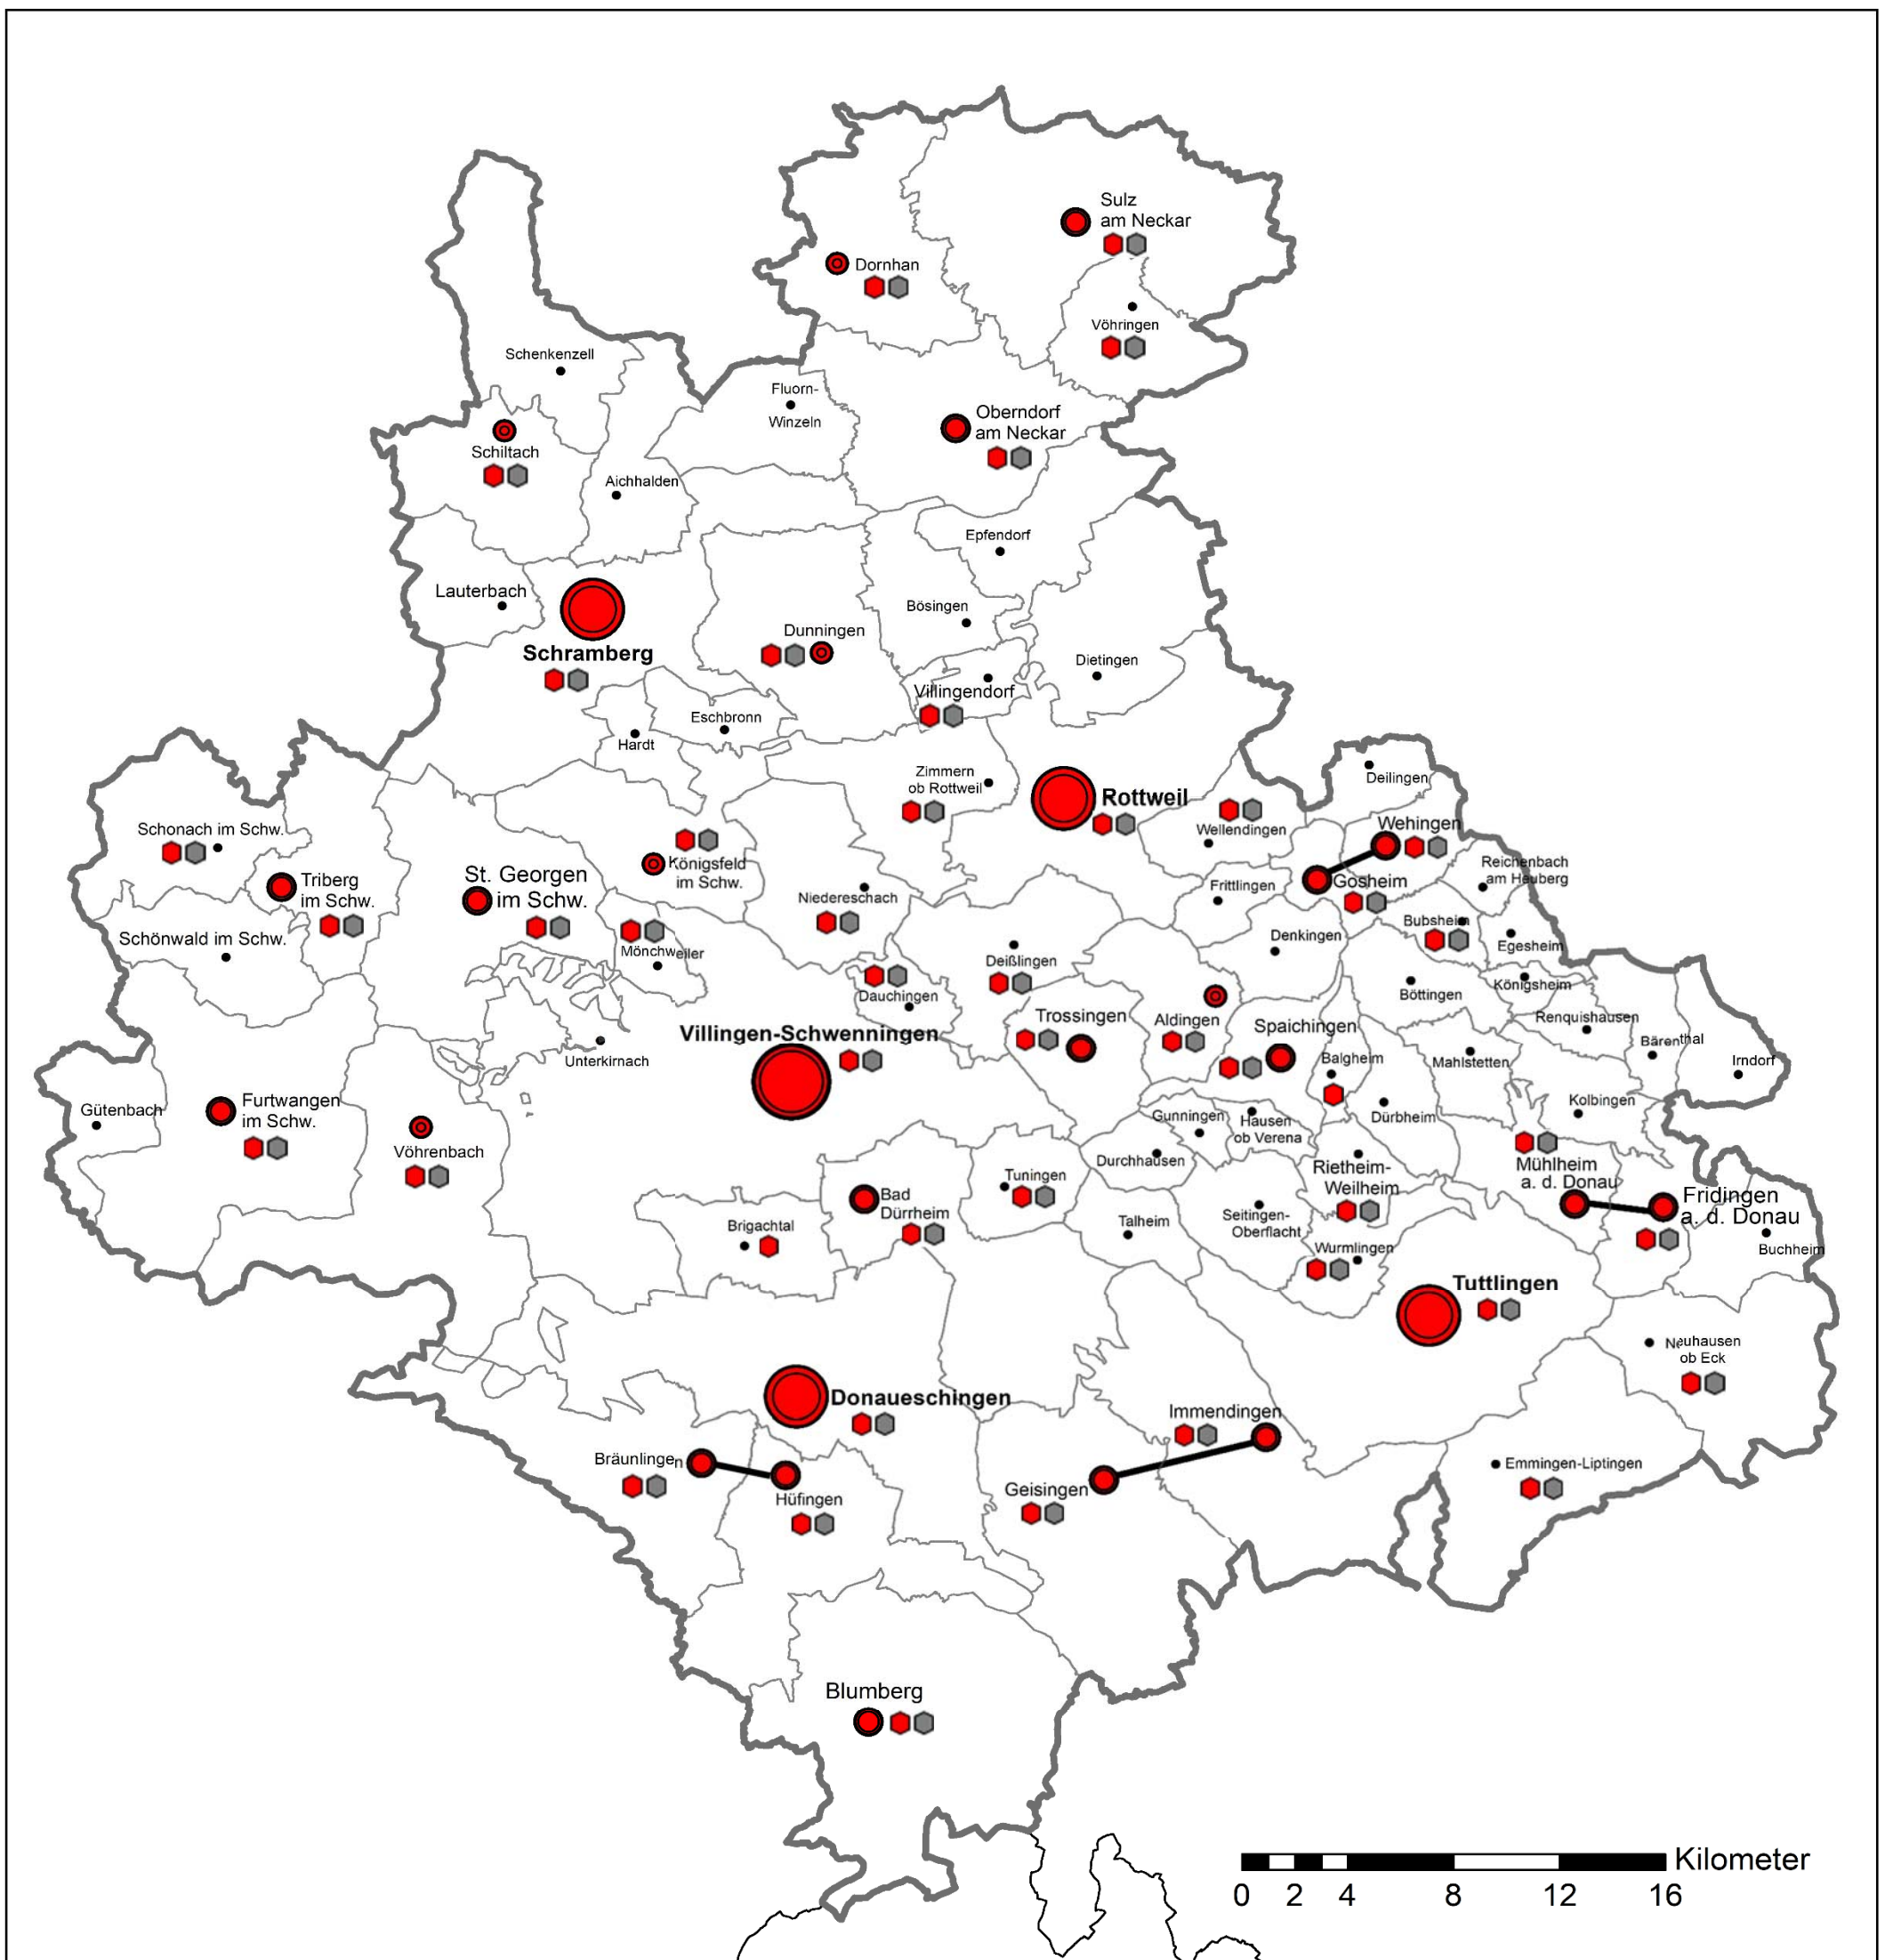 Sulz
am Neckar
Dornhan
Vöhringen
Schenkenzell
Fluorn-
Winzeln
Oberndorf
am Neckar
Schiltach
Aichhalden
Epfendorf
Lauterbach
Bösingen
Dunningen
Schramberg
Dietingen
Villingendorf
Eschbronn
Hardt
Zimmern
ob Rottweil
Deilingen
Rottweil
Wellendingen
Wehingen
Schonach im Schw.
Königsfeld
im Schw.
Reichenbach
am Heuberg
Triberg
im Schw.
St. Georgen
im Schw.
Gosheim
Frittlingen
Niedereschach
Bubsheim
Schönwald im Schw.
Mönchweiler
Denkingen
Egesheim
Deißlingen
Königsheim
Dauchingen
Böttingen
Trossingen
Aldingen
Spaichingen
Renquishausen
Villingen-Schwenningen
Bärenthal
Unterkirnach
Balgheim
Mahlstetten
Irndorf
Furtwangen
im Schw.
Gütenbach
Kolbingen
Gunningen
Hausen
ob Verena
Dürbheim
Vöhrenbach
Durchhausen
Rietheim-
Weilheim
Mühlheim
a. d. Donau
Tuningen
Bad
Dürrheim
Fridingen
a. d. Donau
Brigachtal
Talheim
Seitingen-
Oberflacht
Wurmlingen
Buchheim
Tuttlingen
Neuhausen
ob Eck
Donaueschingen
Immendingen
Bräunlingen
Emmingen-Liptingen
Geisingen
Hüfingen
Blumberg
Kilometer
0 2 4 8 12 16